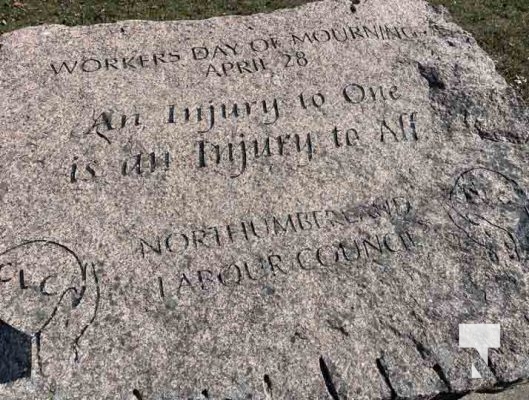 WORKERS DAY OF MOURNING
APRIL 28
An Injury to One
is an Injury to All
NORTHUMBERLAND
LABOUR COUNCIL
CLC